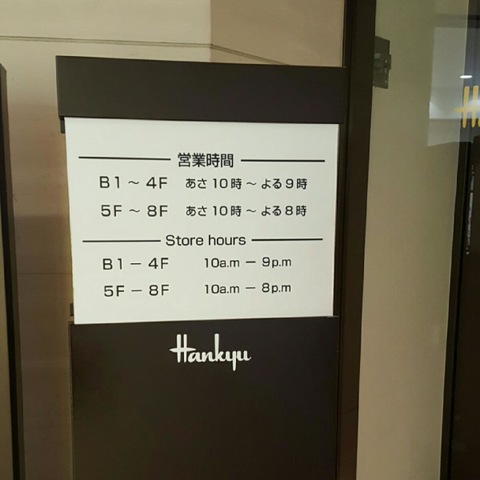 営業時間
B1～4F あさ10時～よる9時
5F～8F あさ10時～よる8時
Store hours
B1－4F 10a.m－9p.m
5F－8F 10a.m－8p.m
Hankyu